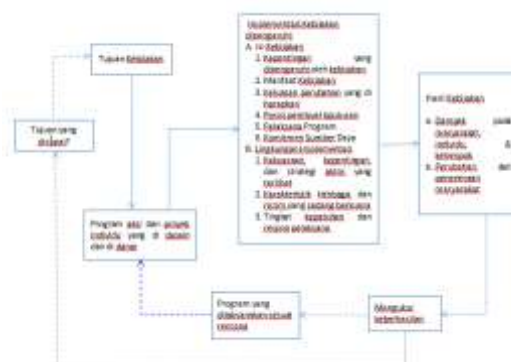 Tujuan Kebijakan
Tujuan yang
dicapai?
Program aksi dan proyek
individu yang di desain
dan di danai
Implementasi Kebijakan
dipengaruhi
A. Isi Kebijakan
1. Kepentingan yang
dipengaruhi oleh kebijakan
2. Manfaat Kebijakan
3. Keluasan perubahan yang di
harapkan
4. Posisi pembuat keputusan
5. Pelaksana Program
6. Komitmen Sumber Daya
B. Lingkungan Implementasi
1. Kekuasaan, kepentingan,
dan strategi aktor yang
terlibat
2. Karakteristik lembaga dan
rezim yang sedang berkuasa
3. Tingkat kepatuhan dan
respon pelaksana
Hasil Kebijakan
a. Dampak pada
masyarakat,
individu, &
kelompok
b. Perubahan dan
penerimaan
masyarakat
Program yang
dilaksanakan sesuai
rencana
Mengukur
keberhasilan